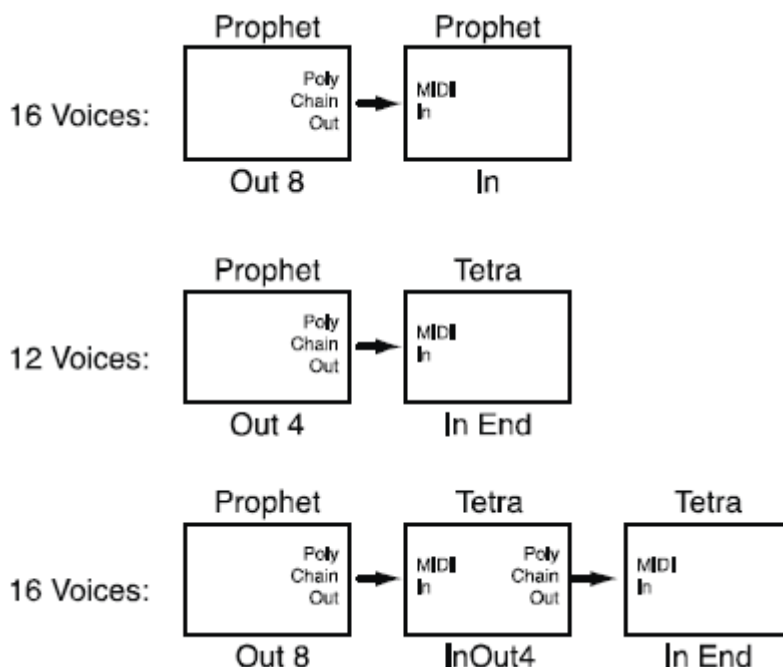 Prophet Prophet
16 Voices:
Poly
Chain
Out
MIDI
In
Out 8 In
Prophet Tetra
12 Voices:
Poly
Chain
Out
MIDI
In
Out 4 In End
Prophet Tetra Tetra
16 Voices:
Poly
Chain
Out
MIDI
In
Poly
Chain
Out
MIDI
In
Out 8 InOut4 In End